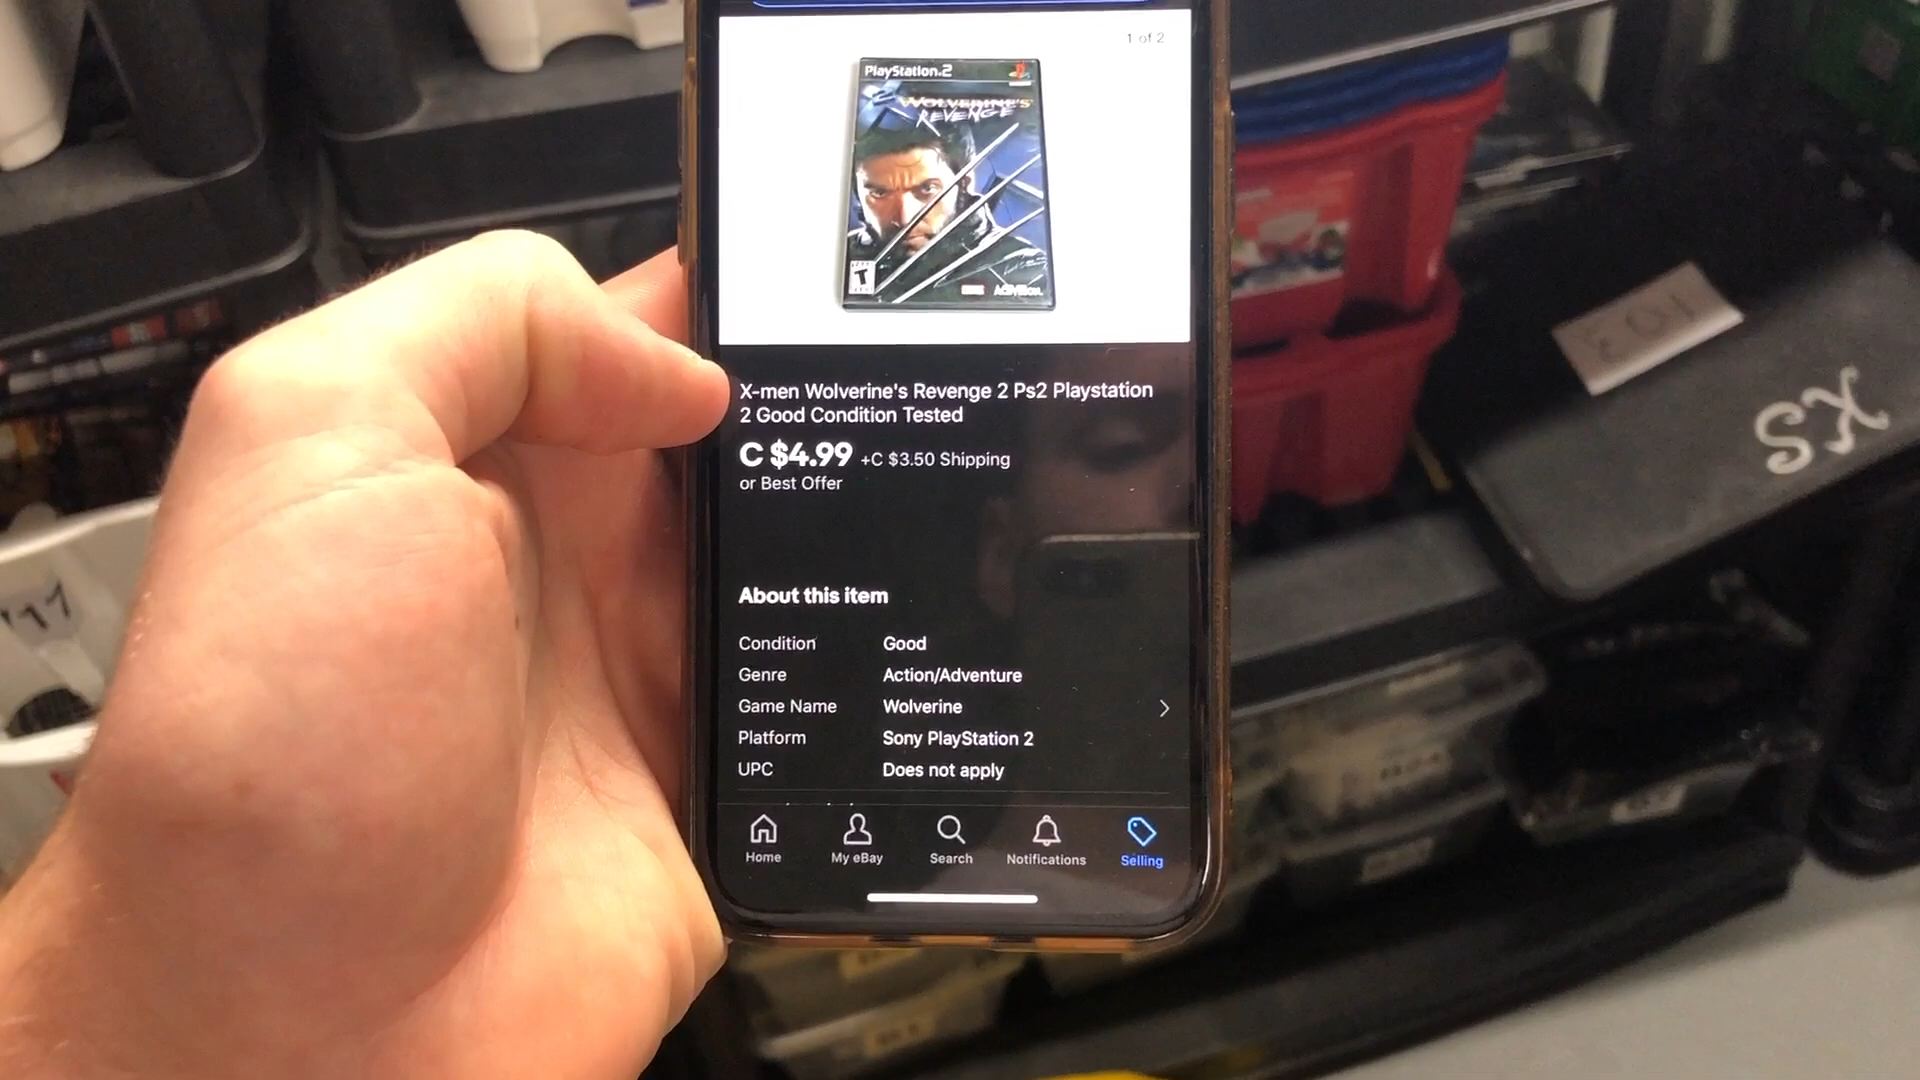 1 of 2
PlayStation.2
WOLVERINE'S
REVENGE
T
ACTIVISION.
X-men Wolverine's Revenge 2 Ps2 Playstation
2 Good Condition Tested
C $4.99 +C $3.50 Shipping
or Best Offer
About this item
Condition Good
Genre Action/Adventure
Game Name Wolverine
Platform Sony PlayStation 2
UPC Does not apply
Home My eBay Search Notifications Selling